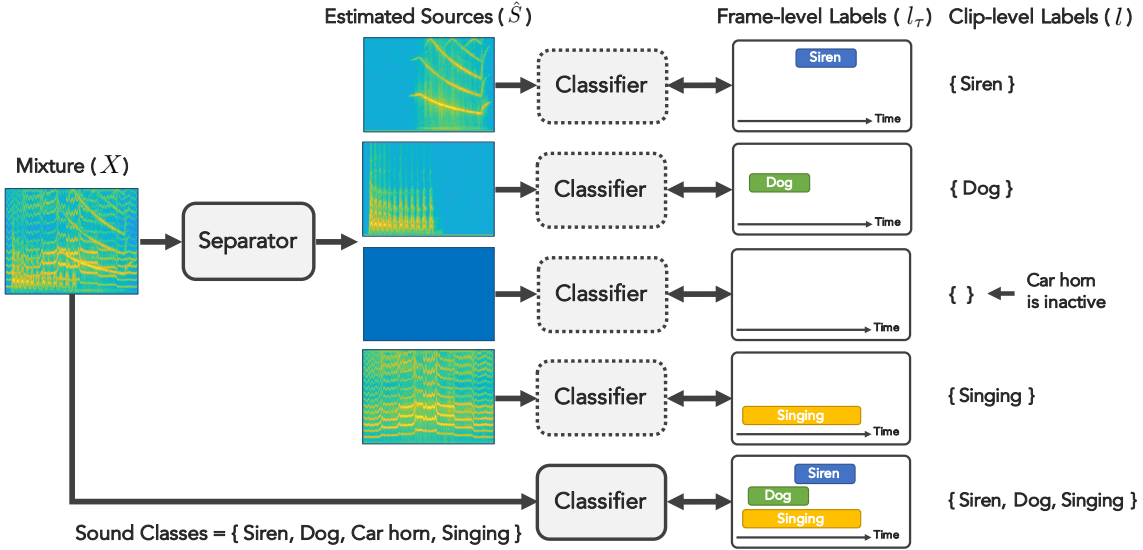 Estimated Sources ( Ŝ )
Frame-level Labels ( lτ )
Clip-level Labels ( l )
Classifier
Siren
Time
{ Siren }
Mixture ( X )
Separator
Classifier
Dog
Time
{ Dog }
Classifier
Time
{ }
Car horn
is inactive
Classifier
Singing
Time
{ Singing }
Classifier
Siren
Dog
Singing
Time
{ Siren, Dog, Singing }
Sound Classes = { Siren, Dog, Car horn, Singing }